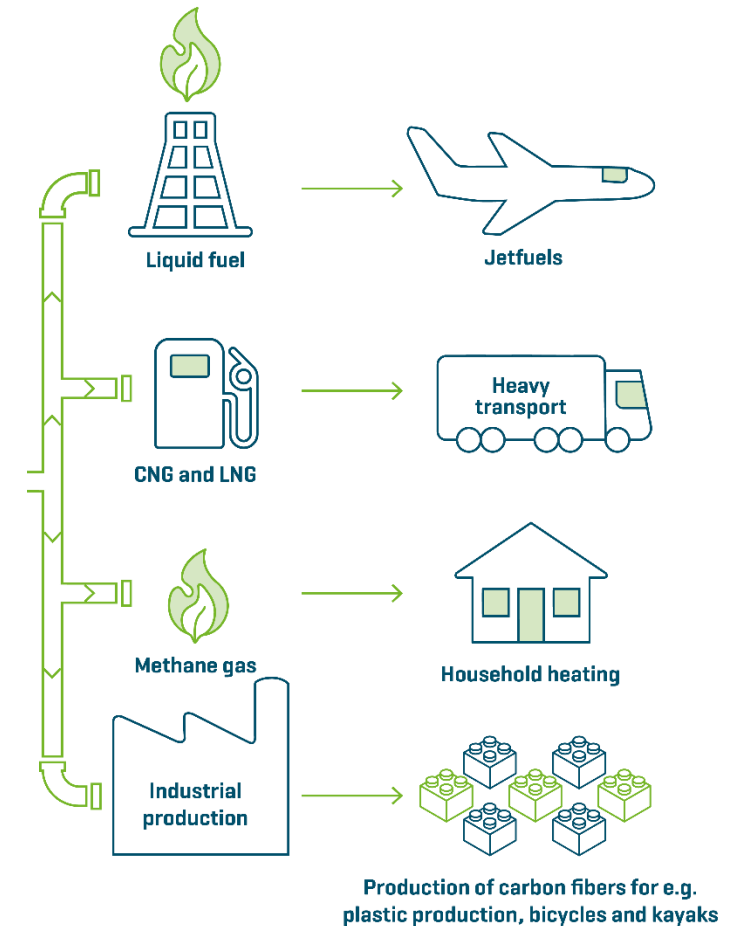 Liquid fuel
Jetfuels
CNG and LNG
Heavy
transport
Methane gas
Household heating
Industrial
production
Production of carbon fibers for e.g.
plastic production, bicycles and kayaks